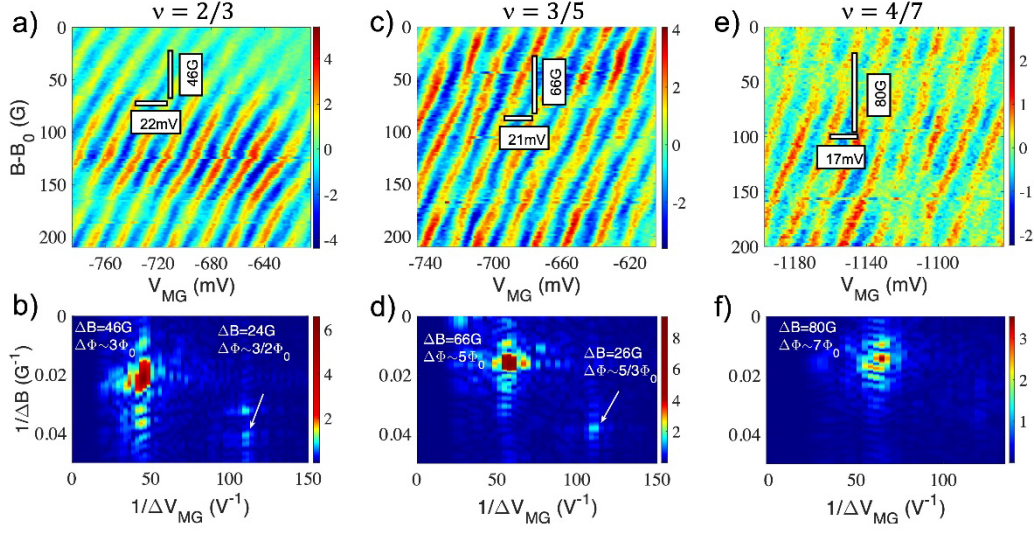 ν = 2/3
ν = 3/5
ν = 4/7
a)
c)
e)
0
50
100
150
200
B-B₀ (G)
46G
22mV
-760
-720
-680
-640
V_MG (mV)
4
2
0
-2
-4
0
50
100
150
200
66G
21mV
-740
-700
-660
-620
V_MG (mV)
4
2
0
-2
0
50
100
150
200
80G
17mV
-1180
-1140
-1100
V_MG (mV)
2
1
0
-1
-2
b)
d)
f)
ΔB=46G
ΔΦ~3Φ₀
ΔB=24G
ΔΦ~3/2Φ₀
0
0.02
0.04
1/ΔB (G⁻¹)
0
50
100
150
1/ΔV_MG (V⁻¹)
6
4
2
ΔB=66G
ΔΦ~5Φ₀
ΔB=26G
ΔΦ~5/3Φ₀
0
0.02
0.04
0
50
100
150
1/ΔV_MG (V⁻¹)
8
6
4
2
ΔB=80G
ΔΦ~7Φ₀
0
0.02
0.04
0
50
100
1/ΔV_MG (V⁻¹)
3
2
1